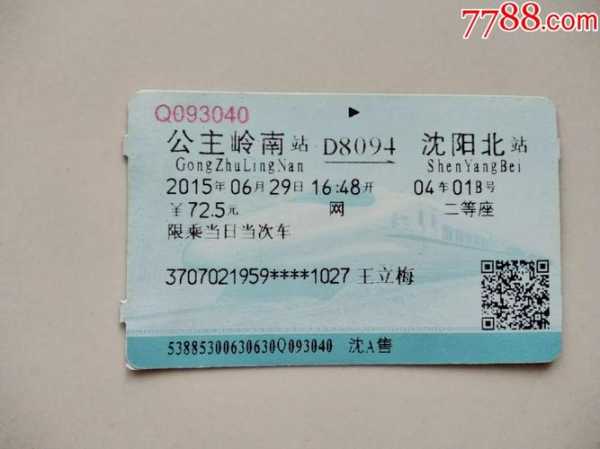 7788.com
Q093040
公主岭南站 D8094 沈阳北站
GongZhuLingNan ShenYangBei
2015年06月29日16:48开 04车01B号
¥72.5元 网 二等座
限乘当日当次车
3707021959****1027 王立梅
53885300630630Q093040 沈A售